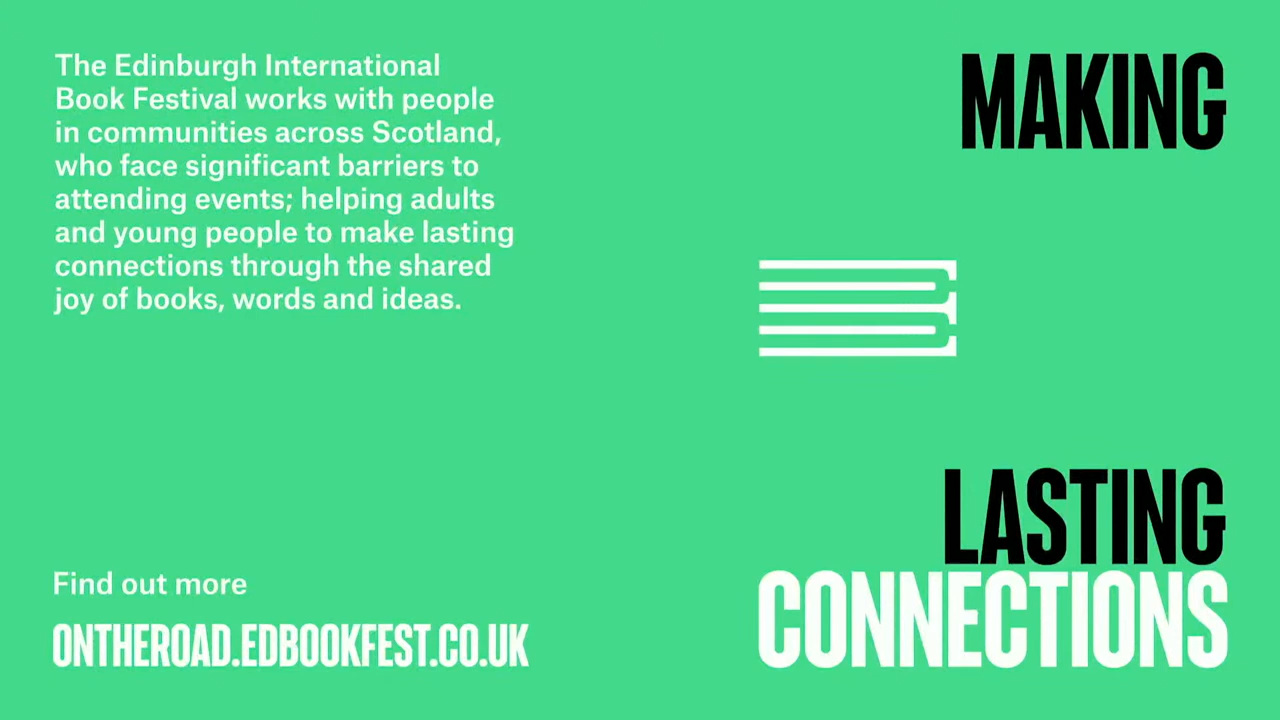 The Edinburgh International
Book Festival works with people
in communities across Scotland,
who face significant barriers to
attending events; helping adults
and young people to make lasting
connections through the shared
joy of books, words and ideas.
Find out more
ONTHEROAD.EDBOOKFEST.CO.UK
MAKING
LASTING
CONNECTIONS